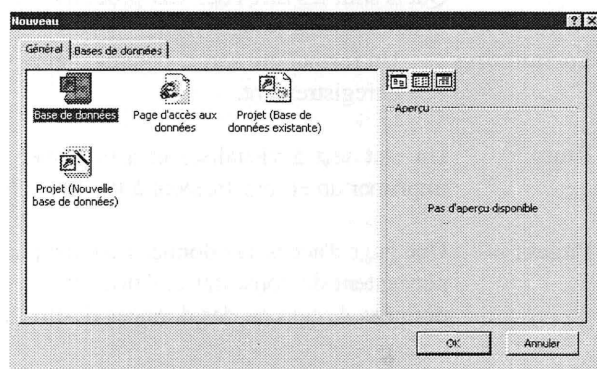 Nouveau
Général
Bases de données
Base de données
Page d'accès aux
données
Projet (Base de
données existante)
Projet (Nouvelle
base de données)
Aperçu
Pas d'aperçu disponible
OK
Annuler